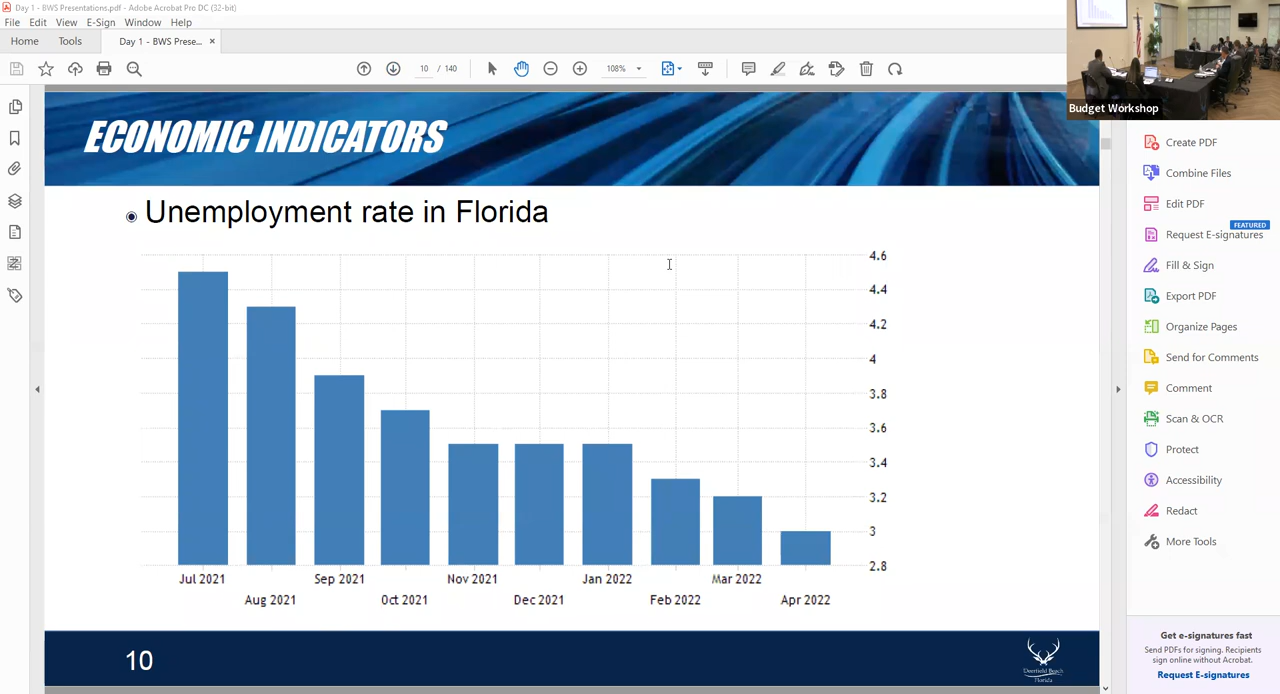 Day 1 - BWS Presentations.pdf - Adobe Acrobat Pro DC (32-bit)
File Edit View E-Sign Window Help
Home Tools Day 1 - BWS Prese... ×
10 / 140 108%
Budget Workshop
ECONOMIC INDICATORS
Unemployment rate in Florida
4.6
4.4
4.2
4
3.8
3.6
3.4
3.2
3
2.8
Jul 2021 Sep 2021 Nov 2021 Jan 2022 Mar 2022
Aug 2021 Oct 2021 Dec 2021 Feb 2022 Apr 2022
10
Deerfield Beach
Florida
Create PDF
Combine Files
Edit PDF
FEATURED
Request E-signatures
Fill & Sign
Export PDF
Organize Pages
Send for Comments
Comment
Scan & OCR
Protect
Accessibility
Redact
More Tools
Get e-signatures fast
Send PDFs for signing. Recipients
sign online without Acrobat.
Request E-signatures